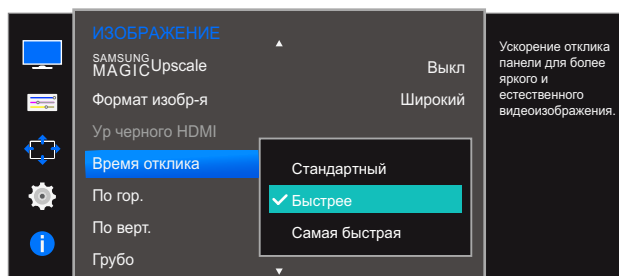 ИЗОБРАЖЕНИЕ
SAMSUNG
MAGICUpscale
Выкл
Формат изобр-я
Широкий
Ур черного HDMI
Время отклика
По гор.
По верт.
Грубо
Стандартный
Быстрее
Самая быстрая
Ускорение отклика
панели для более
яркого и
естественного
видеоизображения.